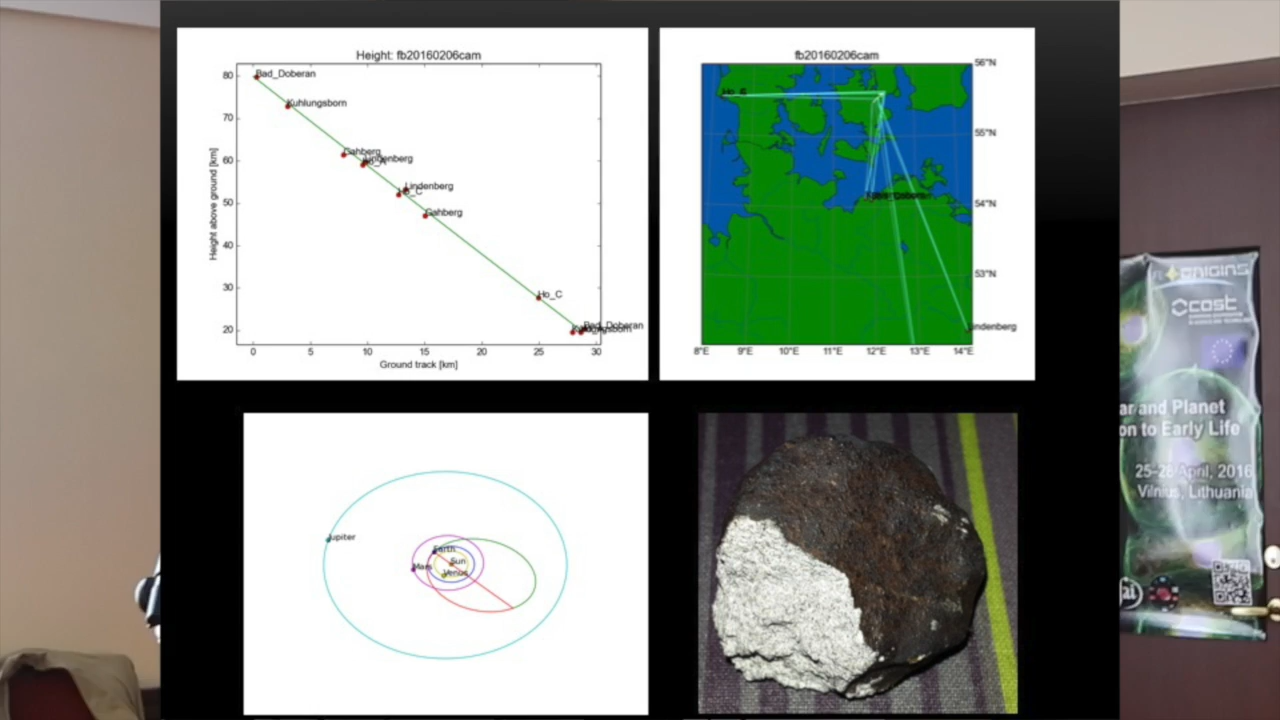 Height: fb20160206cam
80
70
60
50
40
30
20
Height above ground [km]
Bad_Doberan
Kuhlungsborn
Gahberg
Lindenberg
Lindenberg
Ho_C
Gahberg
Ho_C
Bad_Doberan
0
5
10
15
20
25
30
Ground track [km]
fb20160206cam
56°N
55°N
54°N
53°N
Lindenberg
8°E
9°E
10°E
11°E
12°E
13°E
14°E
Jupiter
Earth
Mars
Sun
Venus
ORIGINS
cost
ar and Planet
on to Early Life
25-28 April, 2016
Vilnius, Lithuania